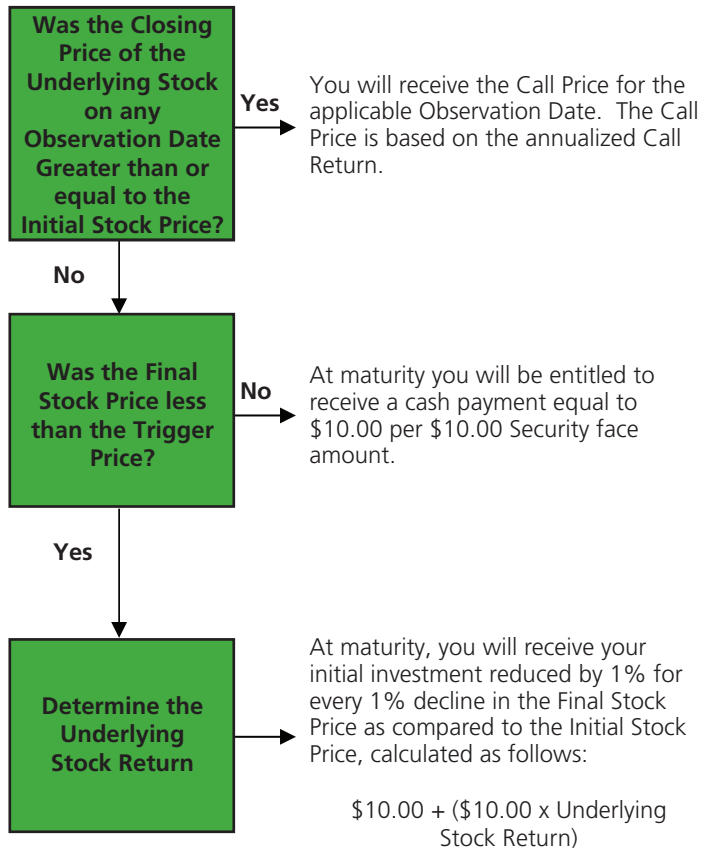 Was the Closing
Price of the
Underlying Stock
on any
Observation Date
Greater than or
equal to the
Initial Stock Price?
Yes
You will receive the Call Price for the
applicable Observation Date.  The Call
Price is based on the annualized Call
Return.
No
Was the Final
Stock Price less
than the Trigger
Price?
No
At maturity you will be entitled to
receive a cash payment equal to
$10.00 per $10.00 Security face
amount.
Yes
Determine the
Underlying
Stock Return
At maturity, you will receive your
initial investment reduced by 1% for
every 1% decline in the Final Stock
Price as compared to the Initial Stock
Price, calculated as follows:
$10.00 + ($10.00 x Underlying
Stock Return)